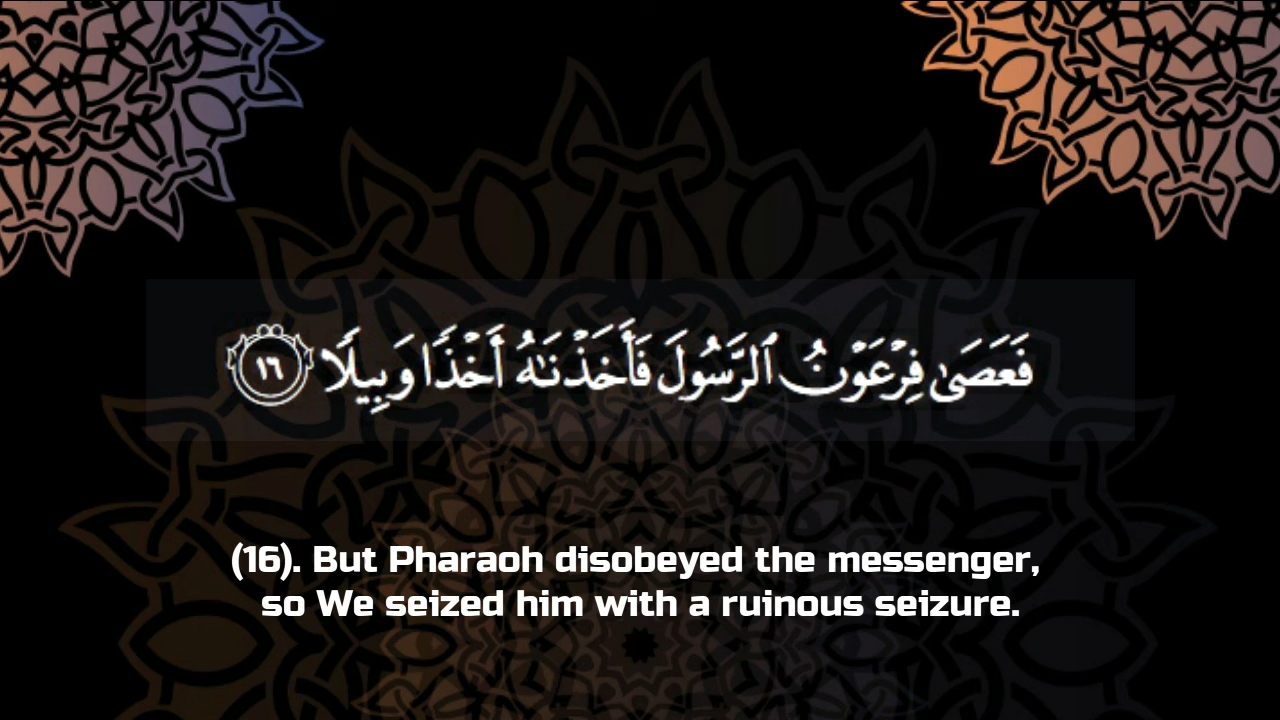 فَعَصَىٰ فِرْعَوْنُ ٱلرَّسُولَ فَأَخَذْنَـٰهُ أَخْذًا وَبِيلًا ١٦
(16). But Pharaoh disobeyed the messenger,
so We seized him with a ruinous seizure.